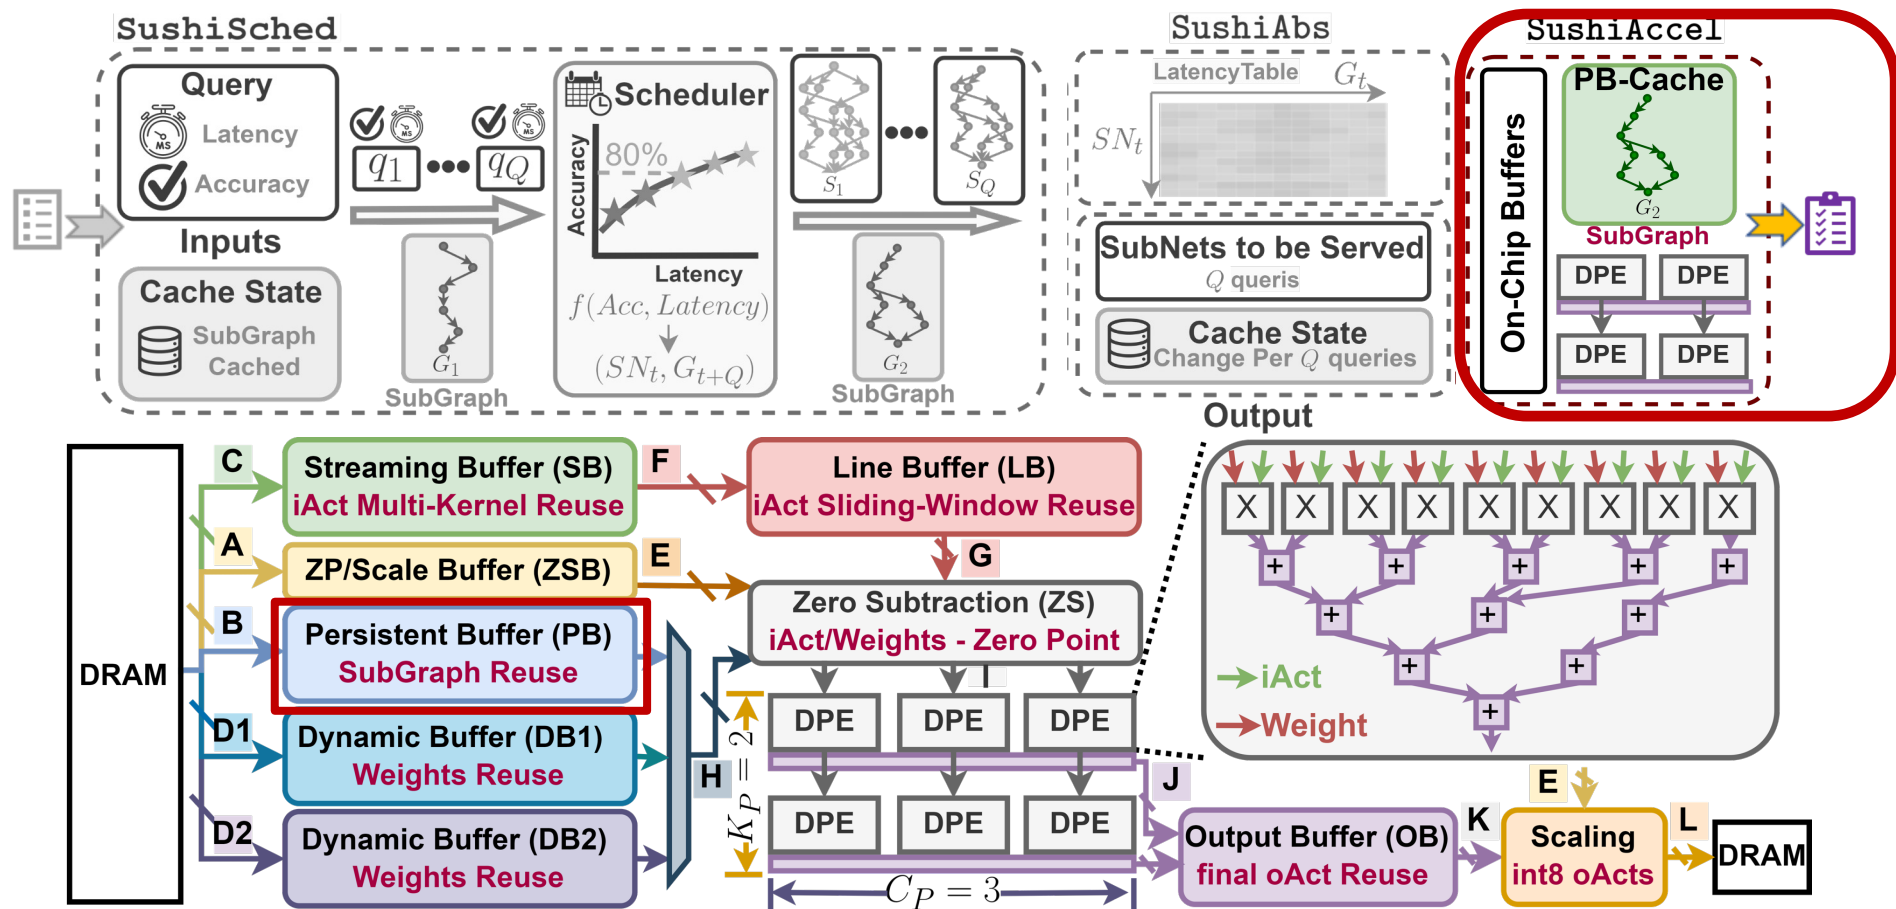 SushiSched
Query
Latency
Accuracy
MS
Inputs
Cache State
SubGraph
Cached
MS
MS
q1 ••• qQ
G1
SubGraph
Scheduler
80%
Accuracy
Latency
f(Acc, Latency)
(SNt, Gt+Q)
S1
•••
SQ
G2
SubGraph
SushiAbs
LatencyTable
Gt
SNt
SubNets to be Served
Q queris
Cache State
Change Per Q queries
Output
SushiAccel
On-Chip Buffers
PB-Cache
G2
SubGraph
DPE
DPE
DPE
DPE
DRAM
C
Streaming Buffer (SB)
iAct Multi-Kernel Reuse
F
Line Buffer (LB)
iAct Sliding-Window Reuse
A
ZP/Scale Buffer (ZSB)
E
G
B
Persistent Buffer (PB)
SubGraph Reuse
Zero Subtraction (ZS)
iAct/Weights - Zero Point
I
D1
Dynamic Buffer (DB1)
Weights Reuse
H
D2
Dynamic Buffer (DB2)
Weights Reuse
KP = 2
DPE
DPE
DPE
DPE
DPE
DPE
CP = 3
J
X X X X X X X X X
+ + + + +
+ + +
+ +
+
iAct
Weight
Output Buffer (OB)
final oAct Reuse
K
E
Scaling
int8 oActs
L
DRAM